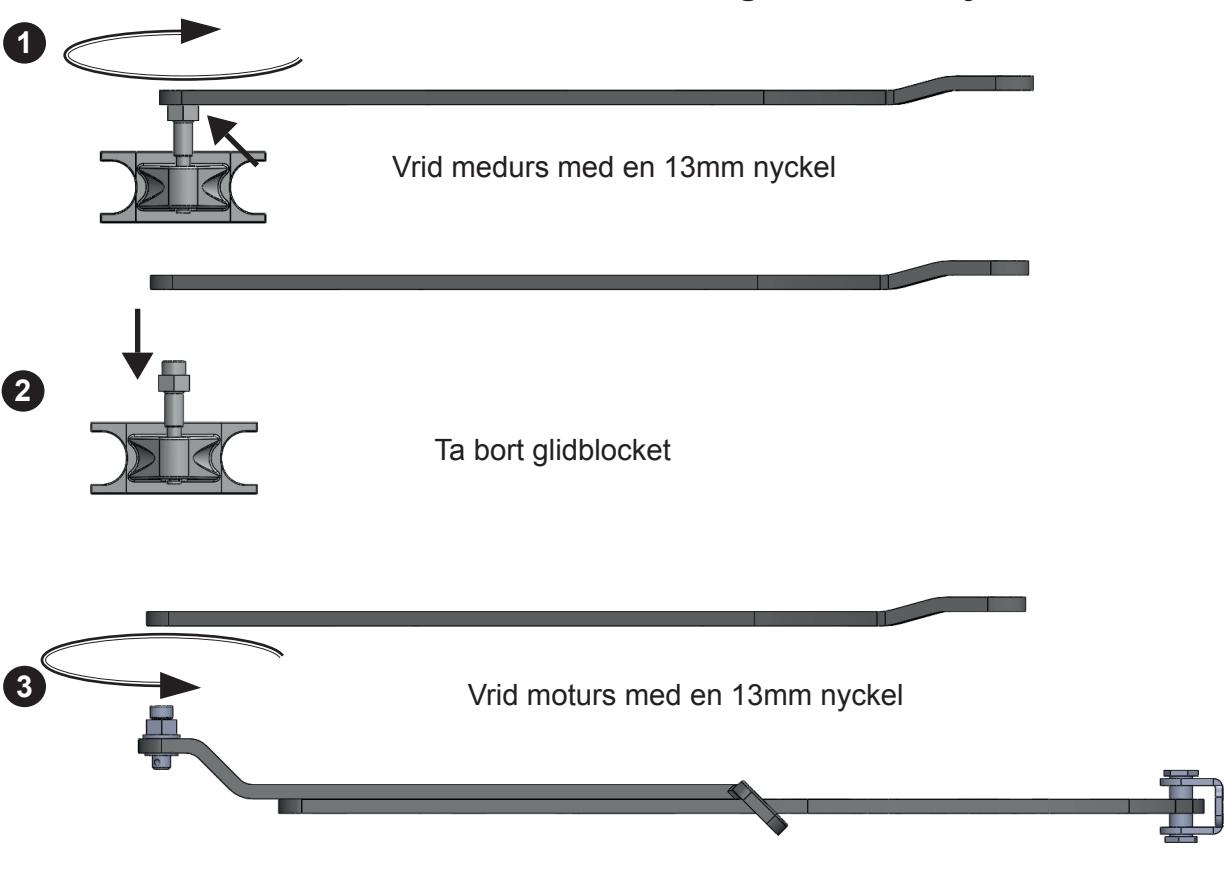 1
Vrid medurs med en 13mm nyckel
2
Ta bort glidblocket
3
Vrid moturs med en 13mm nyckel